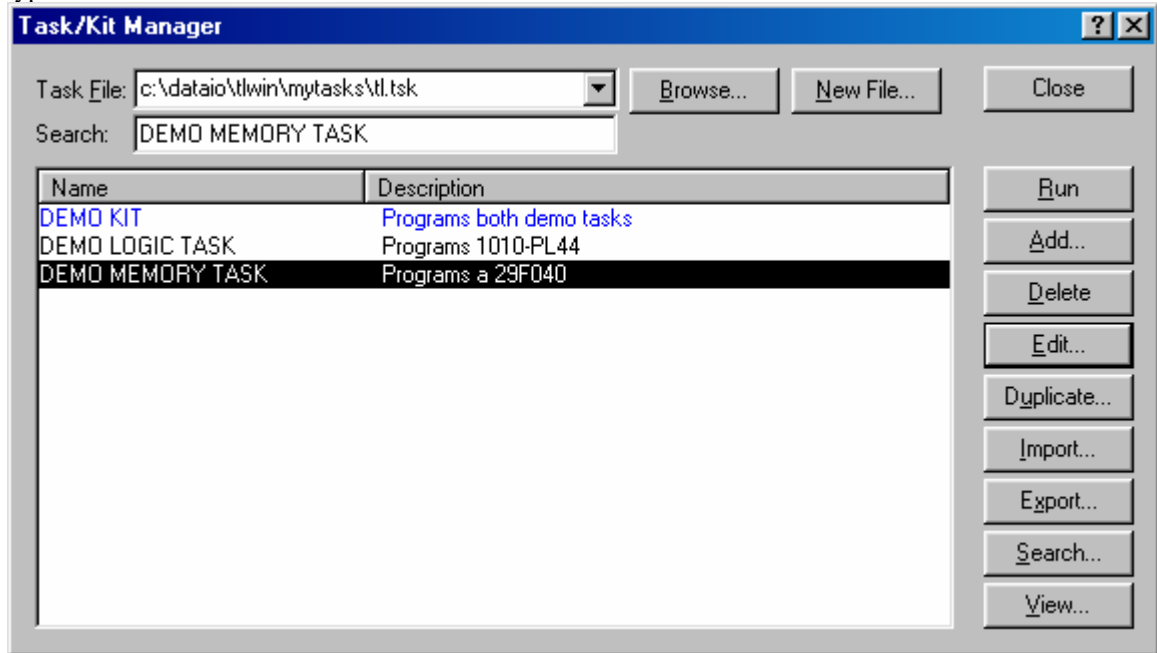 Task/Kit Manager
Task File: c:\dataio\tlwin\mytasks\tl.tsk Browse... New File... Close
Search: DEMO MEMORY TASK
Name Description Run
DEMO KIT Programs both demo tasks
DEMO LOGIC TASK Programs 1010-PL44 Add...
DEMO MEMORY TASK Programs a 29F040
Delete
Edit...
Duplicate...
Import...
Export...
Search...
View...